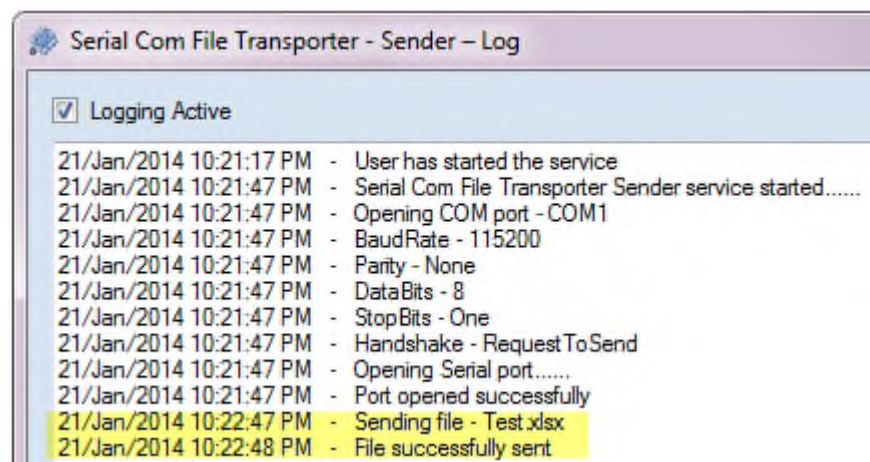 Serial Com File Transporter - Sender – Log
Logging Active
21/Jan/2014 10:21:17 PM - User has started the service
21/Jan/2014 10:21:47 PM - Serial Com File Transporter Sender service started......
21/Jan/2014 10:21:47 PM - Opening COM port - COM1
21/Jan/2014 10:21:47 PM - BaudRate - 115200
21/Jan/2014 10:21:47 PM - Parity - None
21/Jan/2014 10:21:47 PM - DataBits - 8
21/Jan/2014 10:21:47 PM - StopBits - One
21/Jan/2014 10:21:47 PM - Handshake - RequestToSend
21/Jan/2014 10:21:47 PM - Opening Serial port......
21/Jan/2014 10:21:47 PM - Port opened successfully
21/Jan/2014 10:22:47 PM - Sending file - Test.xlsx
21/Jan/2014 10:22:48 PM - File successfully sent